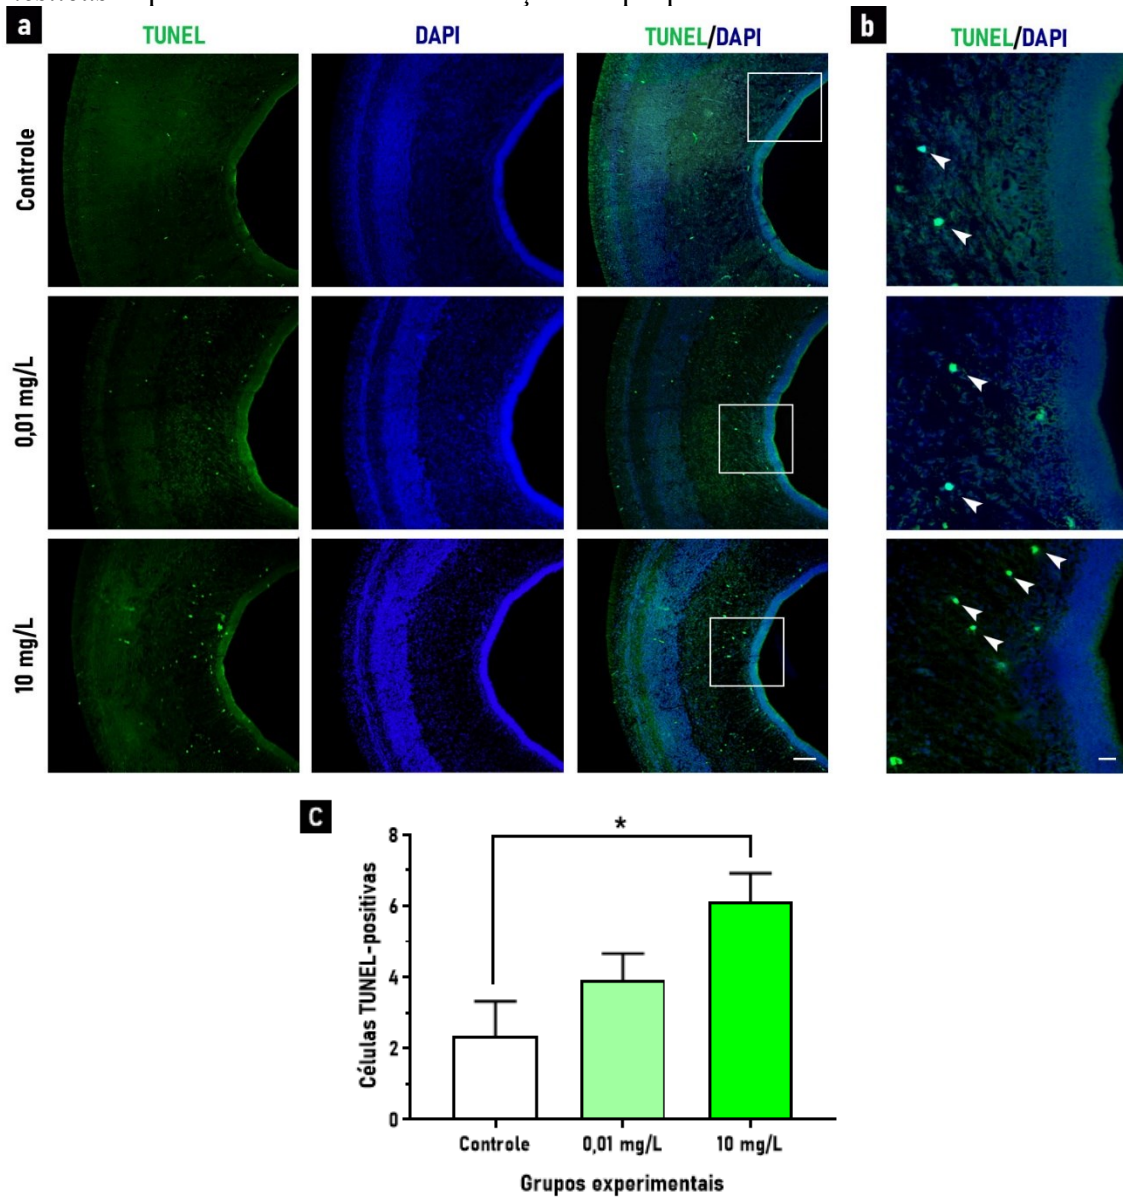 a
TUNEL DAPI TUNEL/DAPI
b
TUNEL/DAPI
Controle
0,01 mg/L
10 mg/L
C
*
Células TUNEL-positivas
8
6
4
2
0
Controle 0,01 mg/L 10 mg/L
Grupos experimentais